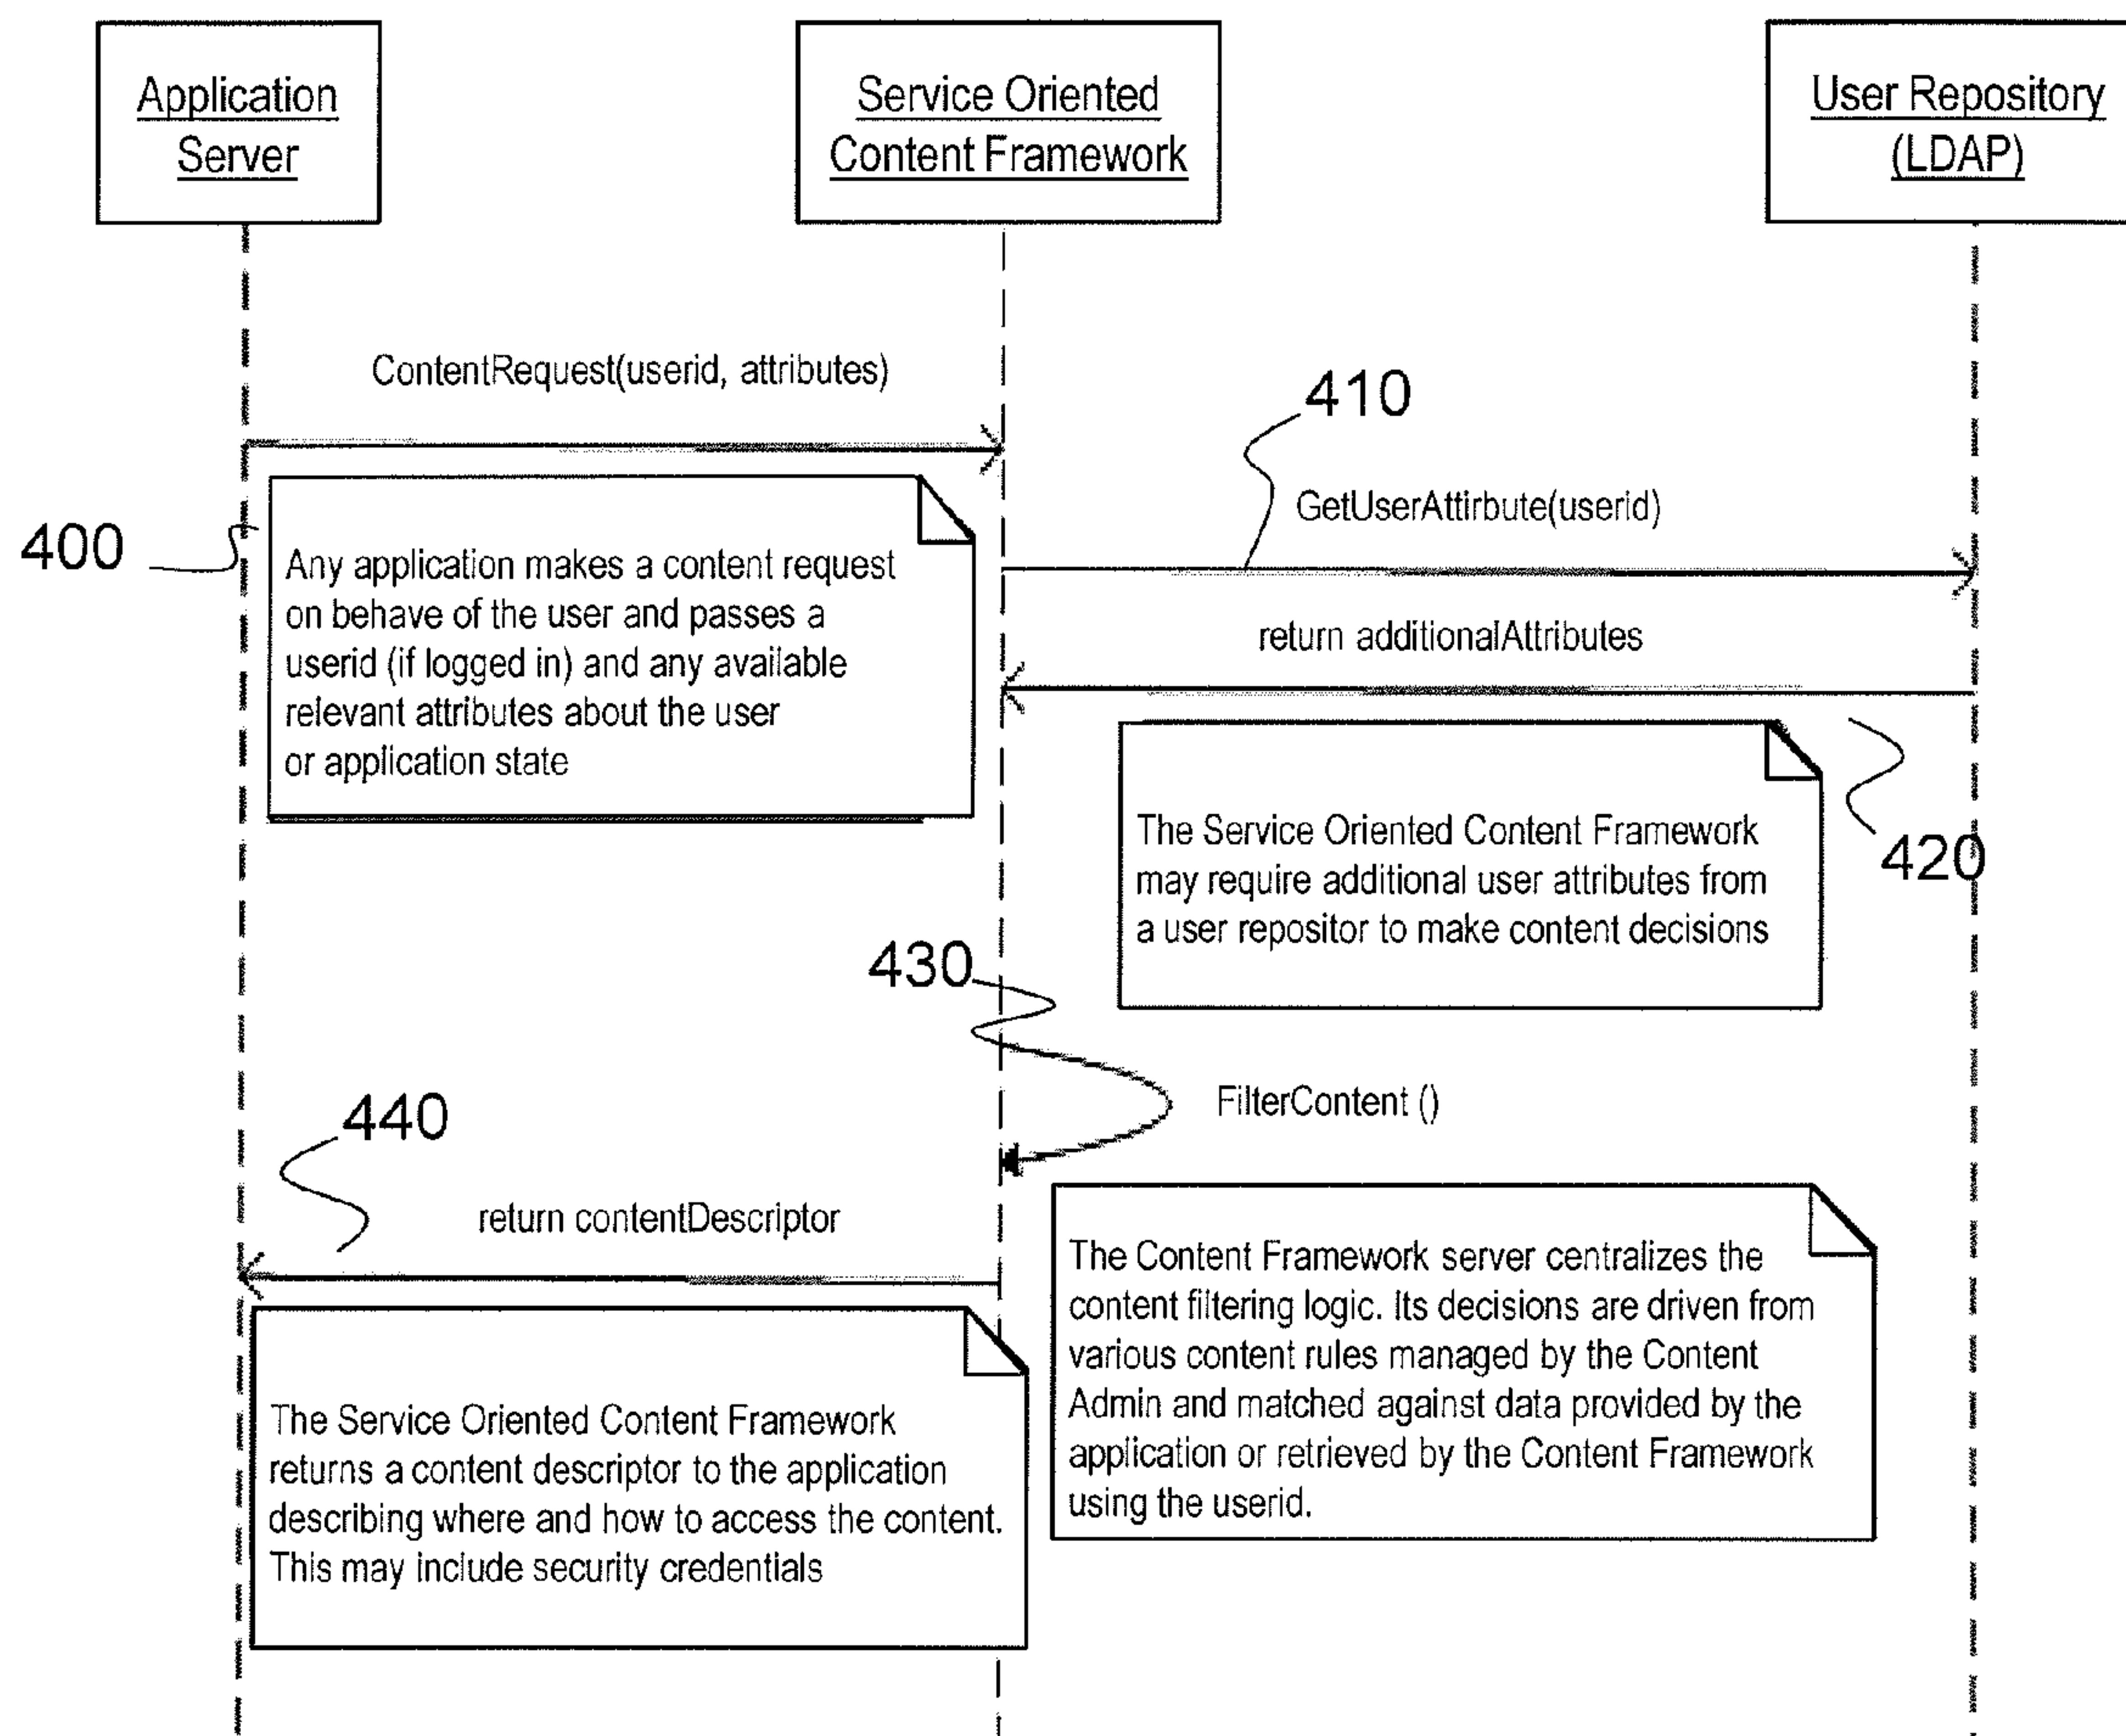 Application
Server
Service Oriented
Content Framework
User Repository
(LDAP)
ContentRequest(userid, attributes)
410
GetUserAttirbute(userid)
400
Any application makes a content request
on behave of the user and passes a
userid (if logged in) and any available
relevant attributes about the user
or application state
return additionalAttributes
420
The Service Oriented Content Framework
may require additional user attributes from
a user repositor to make content decisions
430
FilterContent ()
440
return contentDescriptor
The Content Framework server centralizes the
content filtering logic. Its decisions are driven from
various content rules managed by the Content
Admin and matched against data provided by the
application or retrieved by the Content Framework
using the userid.
The Service Oriented Content Framework
returns a content descriptor to the application
describing where and how to access the content.
This may include security credentials